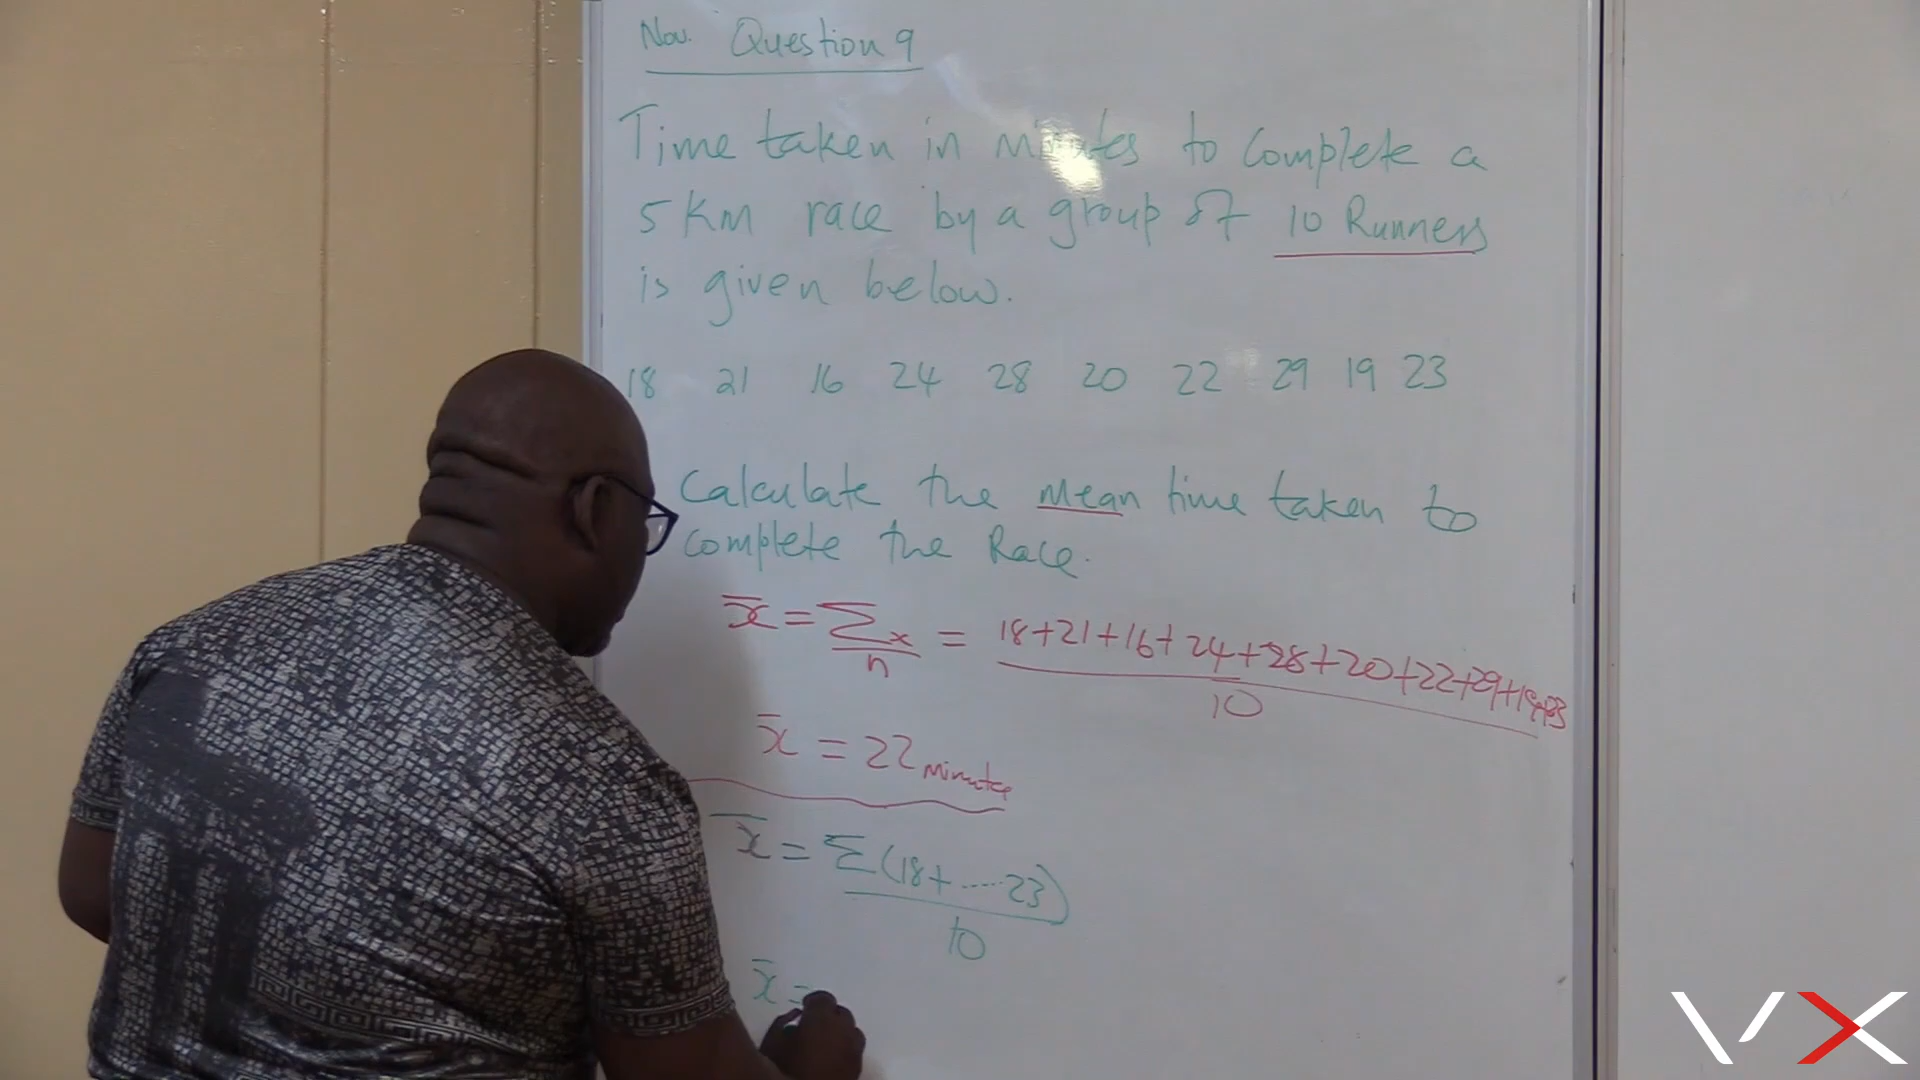 Nov. Question 9
Time taken in minutes to complete a
5 Km race by a group of 10 Runners
is given below.
18 21 16 24 28 20 22 29 19 23
Calculate the mean time taken to
complete the Race.
x̄ = Σx/n = 18+21+16+24+28+20+22+29+19+23/10
x̄ = 22 minutes
x̄ = Σ(18+.....23)/10
x̄ =
VX